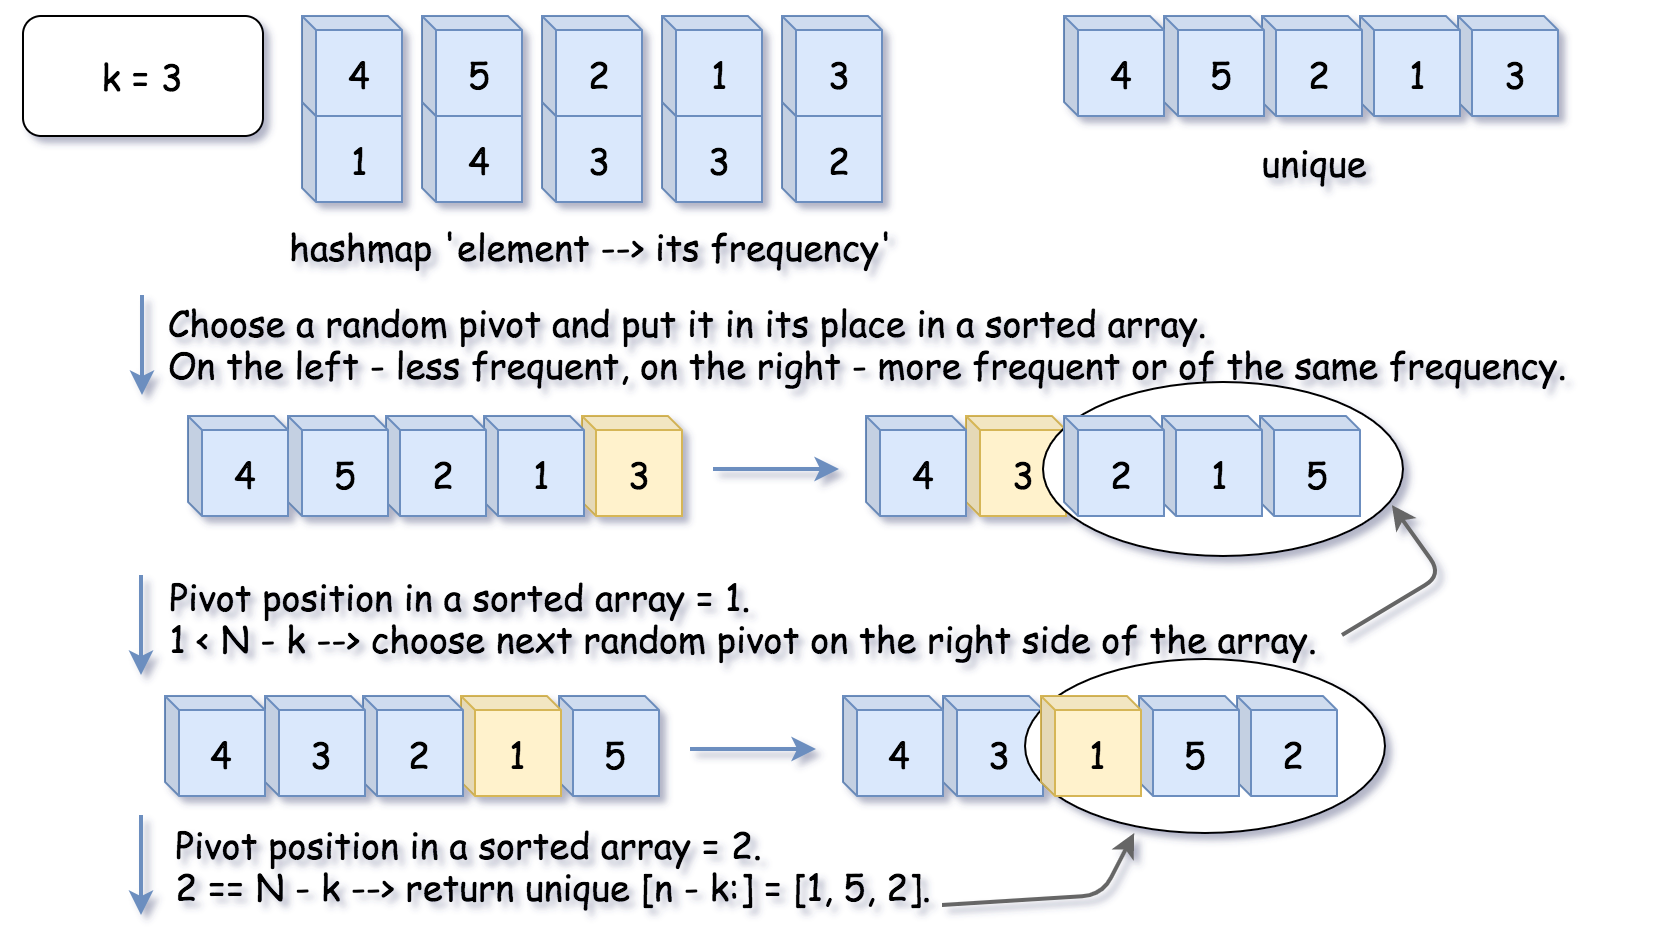 k = 3
4 5 2 1 3
1 4 3 3 2
hashmap 'element --> its frequency'
4 5 2 1 3
unique
Choose a random pivot and put it in its place in a sorted array.
On the left - less frequent, on the right - more frequent or of the same frequency.
4 5 2 1 3
4 3 2 1 5
Pivot position in a sorted array = 1.
1 < N - k --> choose next random pivot on the right side of the array.
4 3 2 1 5
4 3 1 5 2
Pivot position in a sorted array = 2.
2 == N - k --> return unique [n - k:] = [1, 5, 2].